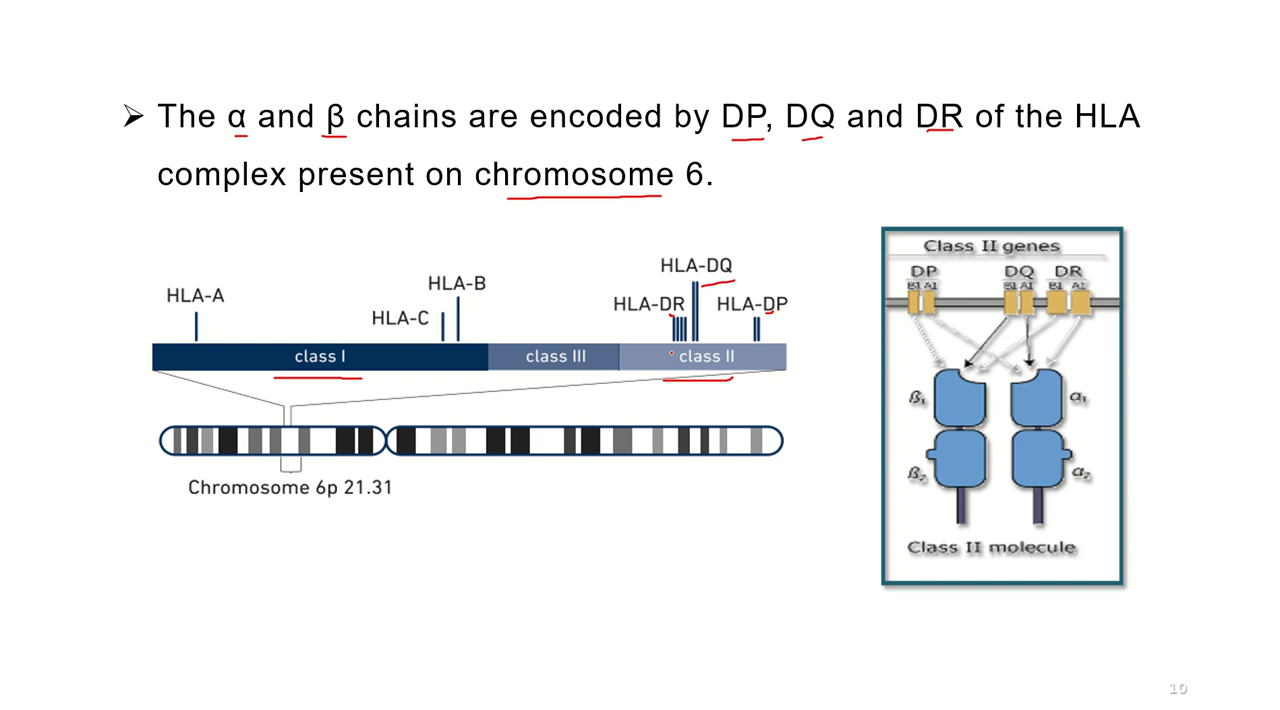 The α and β chains are encoded by DP, DQ and DR of the HLA
complex present on chromosome 6.
HLA-A
HLA-C
HLA-B
HLA-DR
HLA-DQ
HLA-DP
class I
class III
class II
Chromosome 6p 21.31
Class II genes
DP DQ DR
B1 A1 B1 A1 B1 A1
ß₁ α₁
ß₂ α₂
Class II molecule
10